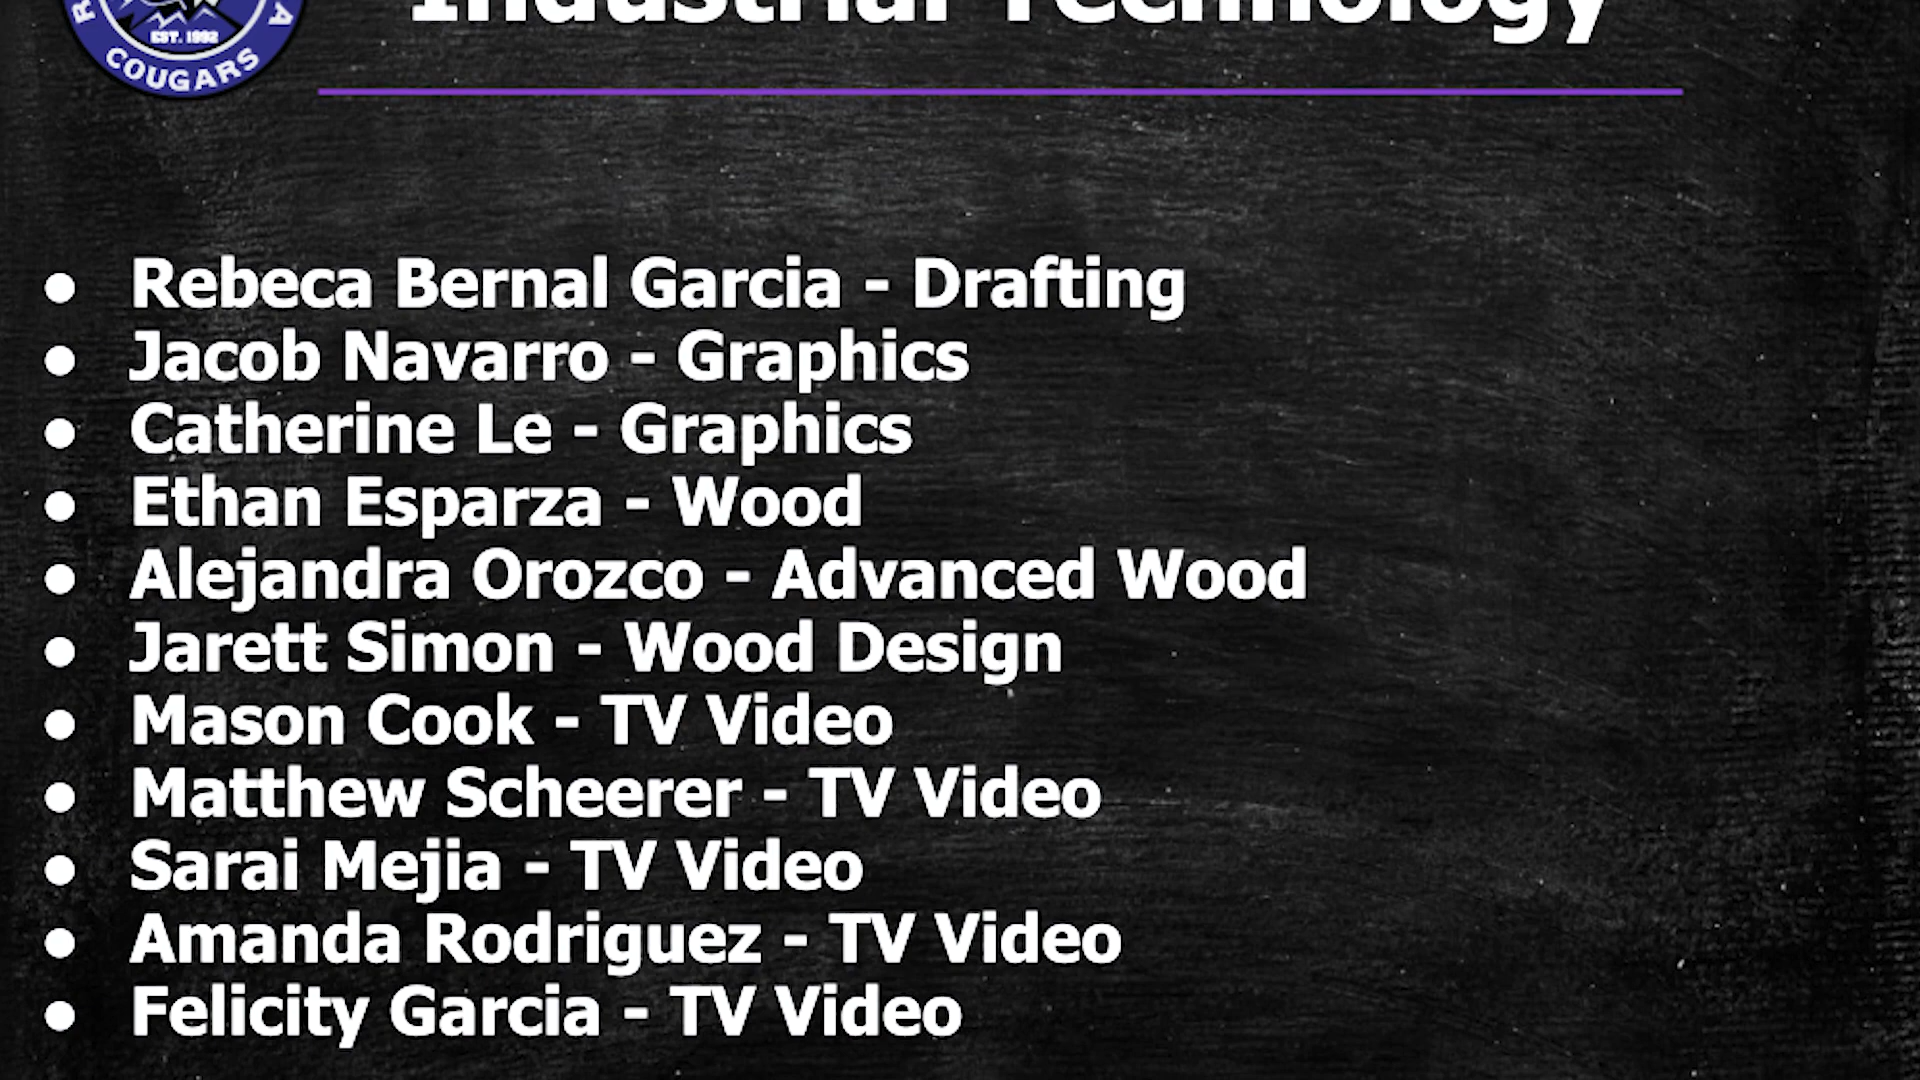 Industrial Technology
EST. 1992
COUGARS
• Rebeca Bernal Garcia - Drafting
• Jacob Navarro - Graphics
• Catherine Le - Graphics
• Ethan Esparza - Wood
• Alejandra Orozco - Advanced Wood
• Jarett Simon - Wood Design
• Mason Cook - TV Video
• Matthew Scheerer - TV Video
• Sarai Mejia - TV Video
• Amanda Rodriguez - TV Video
• Felicity Garcia - TV Video